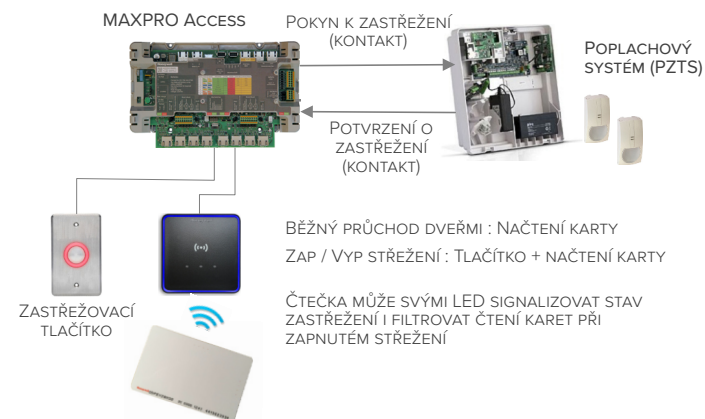 MAXPRO Access
Pokyn k zastřežení
(kontakt)
Poplachový
systém (PZTS)
Potvrzení o
zastřežení
(kontakt)
Zastřežovací
tlačítko
Běžný průchod dveřmi : Načtení karty
Zap / Vyp střežení : Tlačítko + načtení karty
Čtečka může svými LED signalizovat stav
zastřežení i filtrovat čtení karet při
zapnutém střežení